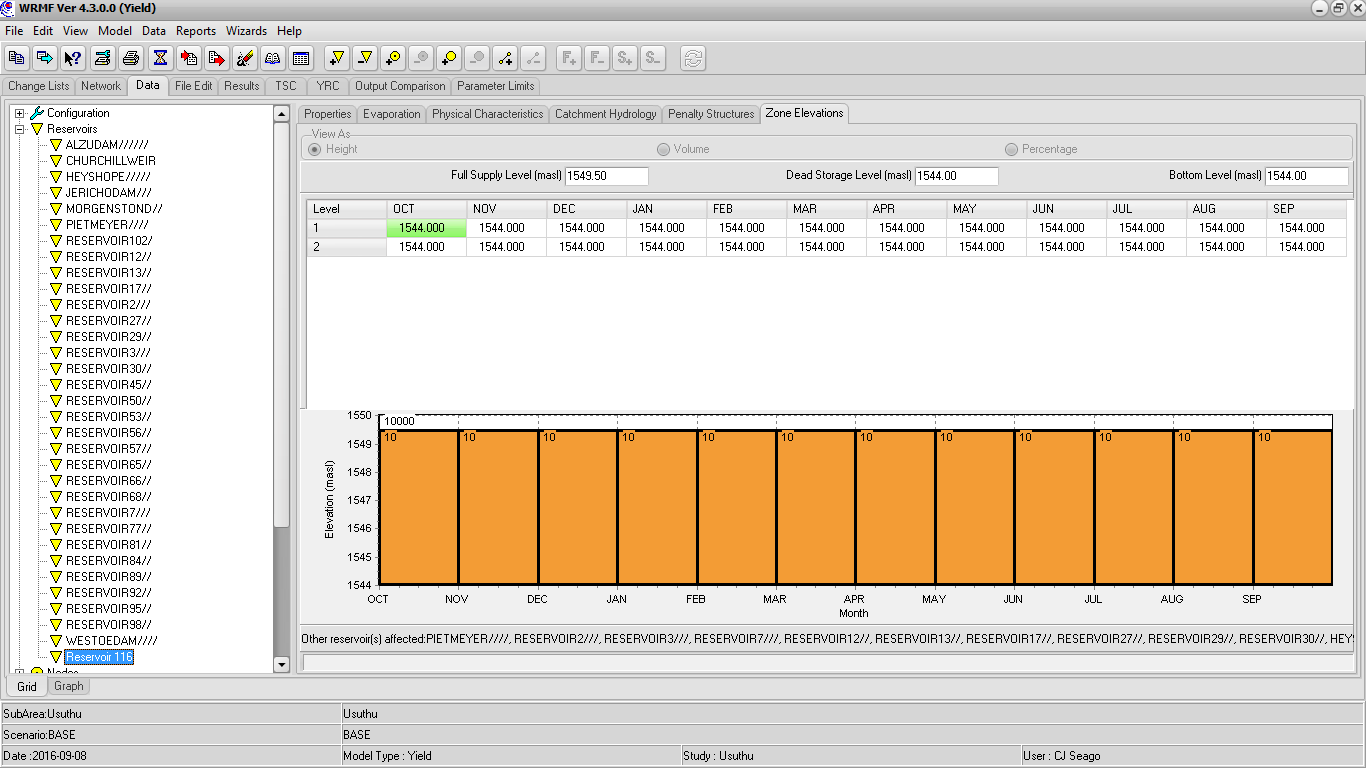 WRMF Ver 4.3.0.0 (Yield)
File Edit View Model Data Reports Wizards Help
F+ F- S+ S-
Change Lists Network Data File Edit Results TSC YRC Output Comparison Parameter Limits
Configuration
Reservoirs
ALZUDAM//////
CHURCHILLWEIR
HEYSHOPE/////
JERICHODAM///
MORGENSTOND//
PIETMEYER////
RESERVOIR102/
RESERVOIR12//
RESERVOIR13//
RESERVOIR17//
RESERVOIR2///
RESERVOIR27//
RESERVOIR29//
RESERVOIR3///
RESERVOIR30//
RESERVOIR45//
RESERVOIR50//
RESERVOIR53//
RESERVOIR56//
RESERVOIR57//
RESERVOIR65//
RESERVOIR66//
RESERVOIR68//
RESERVOIR7///
RESERVOIR77//
RESERVOIR81//
RESERVOIR84//
RESERVOIR89//
RESERVOIR92//
RESERVOIR95//
RESERVOIR98//
WESTOEDAM////
Reservoir 116
Nodes
Grid Graph
Properties Evaporation Physical Characteristics Catchment Hydrology Penalty Structures Zone Elevations
View As
Height Volume Percentage
Full Supply Level (masl) 1549.50 Dead Storage Level (masl) 1544.00 Bottom Level (masl) 1544.00
Level OCT NOV DEC JAN FEB MAR APR MAY JUN JUL AUG SEP
1 1544.000 1544.000 1544.000 1544.000 1544.000 1544.000 1544.000 1544.000 1544.000 1544.000 1544.000 1544.000
2 1544.000 1544.000 1544.000 1544.000 1544.000 1544.000 1544.000 1544.000 1544.000 1544.000 1544.000 1544.000
1550
10000
10 10 10 10 10 10 10 10 10 10 10 10
1549
1548
1547
1546
1545
1544
Elevation (masl)
OCT NOV DEC JAN FEB MAR APR MAY JUN JUL AUG SEP
Month
Other reservoir(s) affected:PIETMEYER////, RESERVOIR2///, RESERVOIR3///, RESERVOIR7///, RESERVOIR12//, RESERVOIR13//, RESERVOIR17//, RESERVOIR27//, RESERVOIR29//, RESERVOIR30//, HEYS
SubArea:Usuthu Usuthu
Scenario:BASE BASE
Date :2016-09-08 Model Type : Yield Study : Usuthu User : CJ Seago